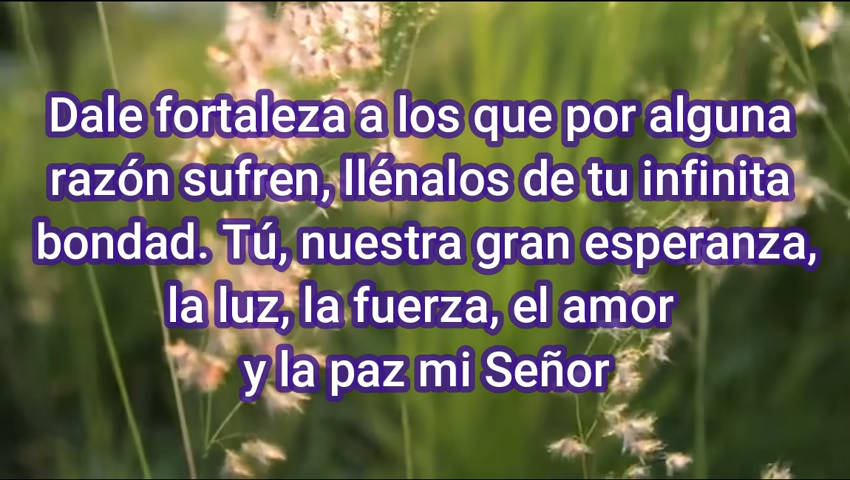 Dale fortaleza a los que por alguna
razón sufren, llénalos de tu infinita
bondad. Tú, nuestra gran esperanza,
la luz, la fuerza, el amor
y la paz mi Señor